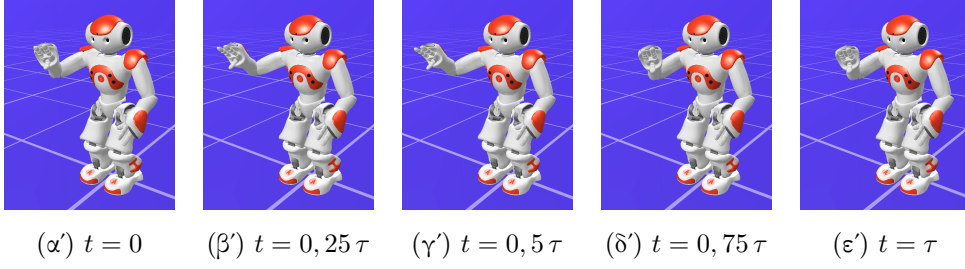 (α΄) t = 0 (β΄) t = 0, 25 τ (γ΄) t = 0, 5 τ (δ΄) t = 0, 75 τ (ε΄) t = τ